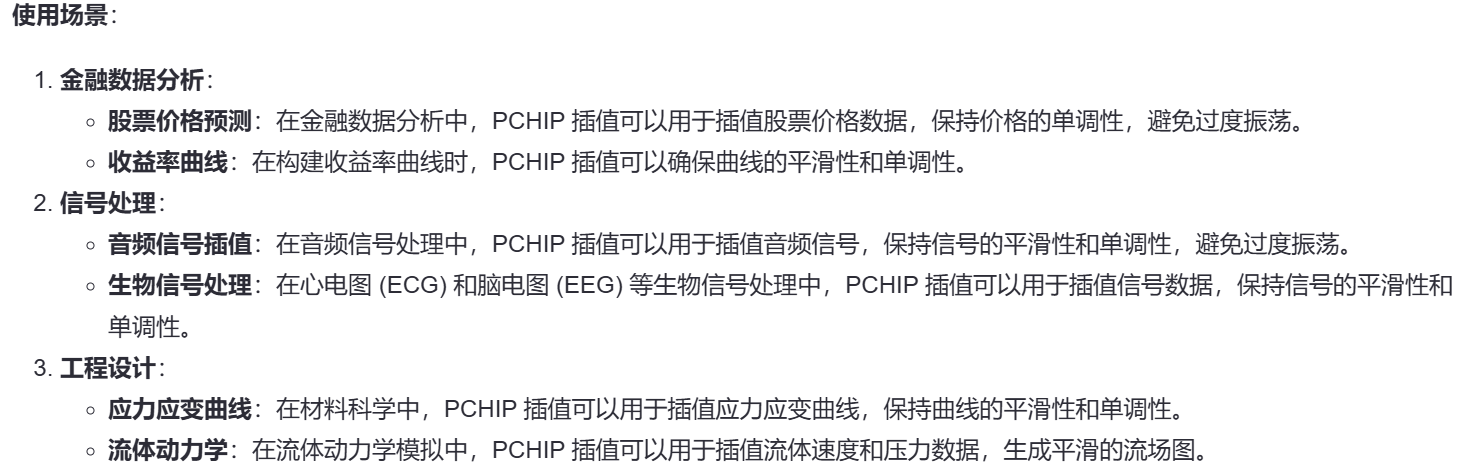 使用场景：
1. 金融数据分析：
◦ 股票价格预测：在金融数据分析中，PCHIP 插值可以用于插值股票价格数据，保持价格的单调性，避免过度振荡。
◦ 收益率曲线：在构建收益率曲线时，PCHIP 插值可以确保曲线的平滑性和单调性。
2. 信号处理：
◦ 音频信号插值：在音频信号处理中，PCHIP 插值可以用于插值音频信号，保持信号的平滑性和单调性，避免过度振荡。
◦ 生物信号处理：在心电图 (ECG) 和脑电图 (EEG) 等生物信号处理中，PCHIP 插值可以用于插值信号数据，保持信号的平滑性和
单调性。
3. 工程设计：
◦ 应力应变曲线：在材料科学中，PCHIP 插值可以用于插值应力应变曲线，保持曲线的平滑性和单调性。
◦ 流体动力学：在流体动力学模拟中，PCHIP 插值可以用于插值流体速度和压力数据，生成平滑的流场图。